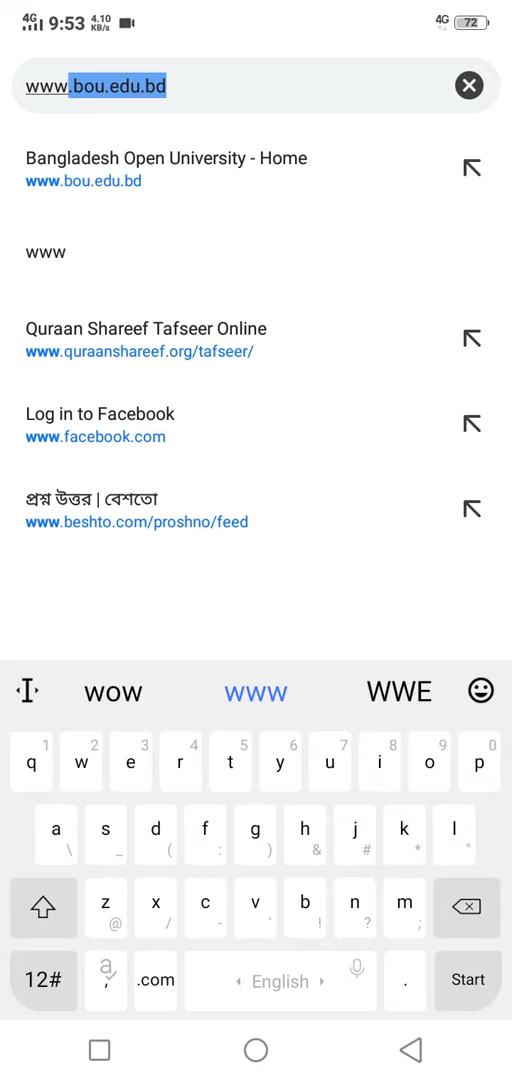 4G 9:53 4.10 KB/s 4G 72
www.bou.edu.bd
Bangladesh Open University - Home
www.bou.edu.bd
www
Quraan Shareef Tafseer Online
www.quraanshareef.org/tafseer/
Log in to Facebook
www.facebook.com
প্রশ্ন উত্তর | বেশতো
www.beshto.com/proshno/feed
wow www WWE
1 2 3 4 5 6 7 8 9 0
q w e r t y u i o p
a s d f g h j k l
\ _ ( : ) & # * "
z x c v b n m
@ / - ' ! ? ;
12# a , .com English . Start